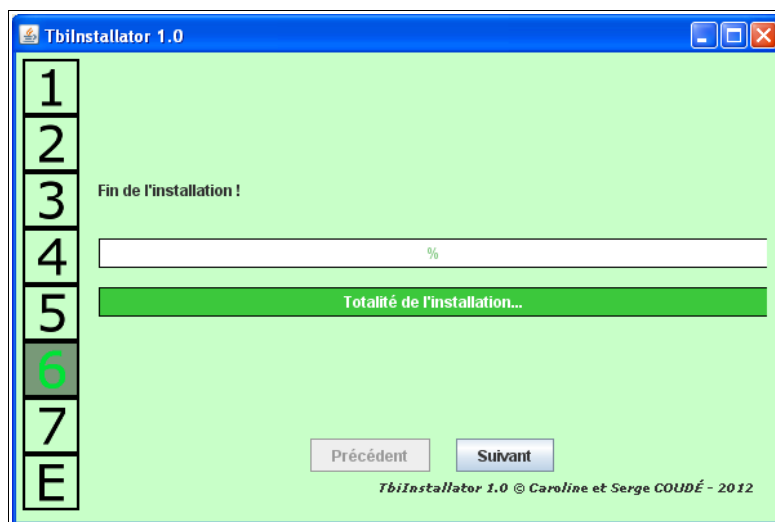 TbiInstallator 1.0
1
2
3
4
5
6
7
E
Fin de l'installation !
%
Totalité de l'installation...
Précédent
Suivant
TbiInstallator 1.0 © Caroline et Serge COUDÉ - 2012